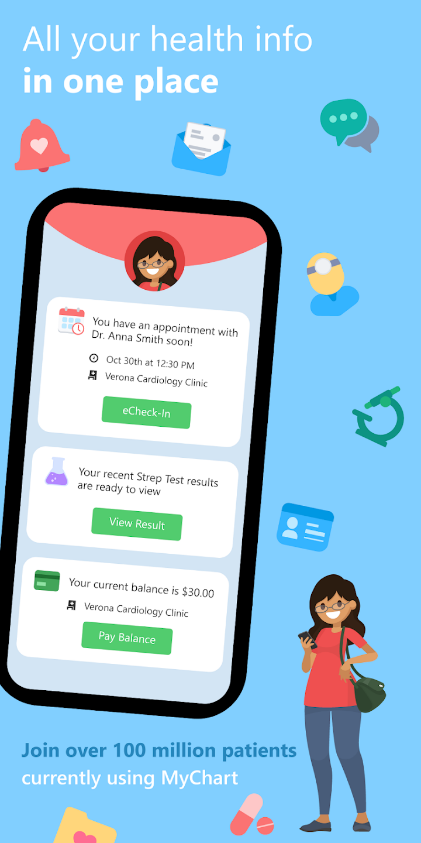 All your health info
in one place
You have an appointment with
Dr. Anna Smith soon!
Oct 30th at 12:30 PM
Verona Cardiology Clinic
eCheck-In
Your recent Strep Test results
are ready to view
View Result
Your current balance is $30.00
Verona Cardiology Clinic
Pay Balance
Join over 100 million patients
currently using MyChart